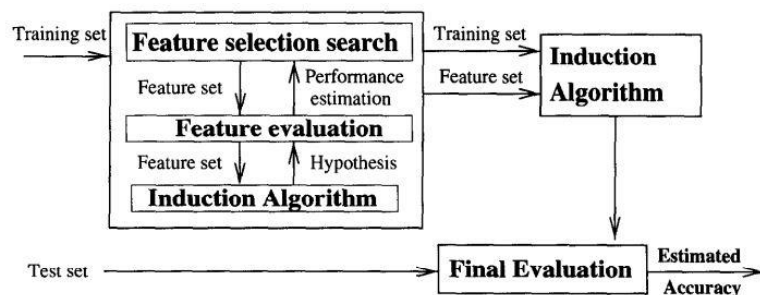 Training set
Feature selection search
Feature set
Performance
estimation
Feature evaluation
Feature set
Hypothesis
Induction Algorithm
Training set
Feature set
Induction
Algorithm
Test set
Final Evaluation
Estimated
Accuracy